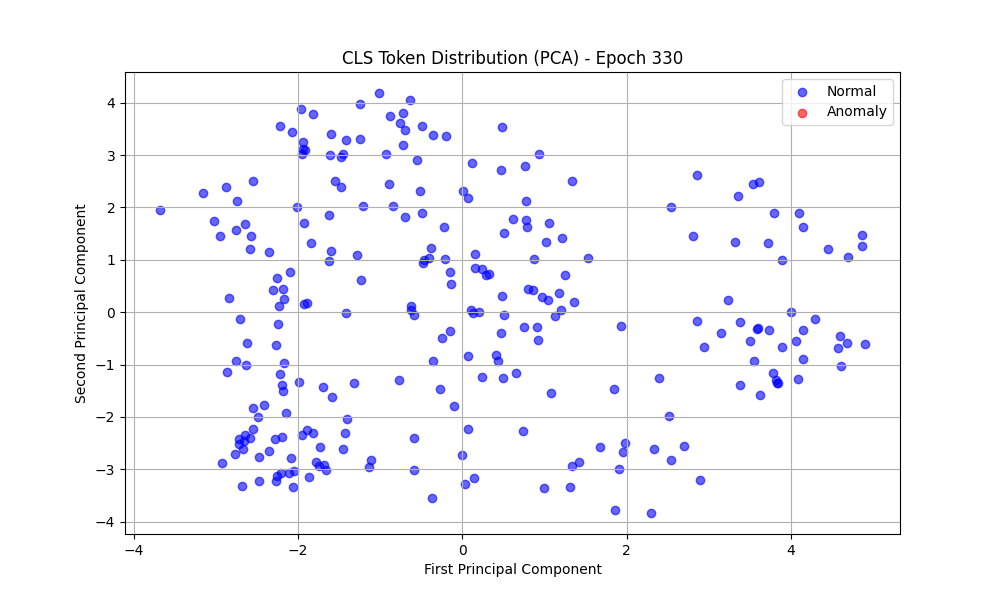 CLS Token Distribution (PCA) - Epoch 330
Normal
Anomaly
4
3
2
1
0
−1
−2
−3
−4
Second Principal Component
−4 −2 0 2 4
First Principal Component